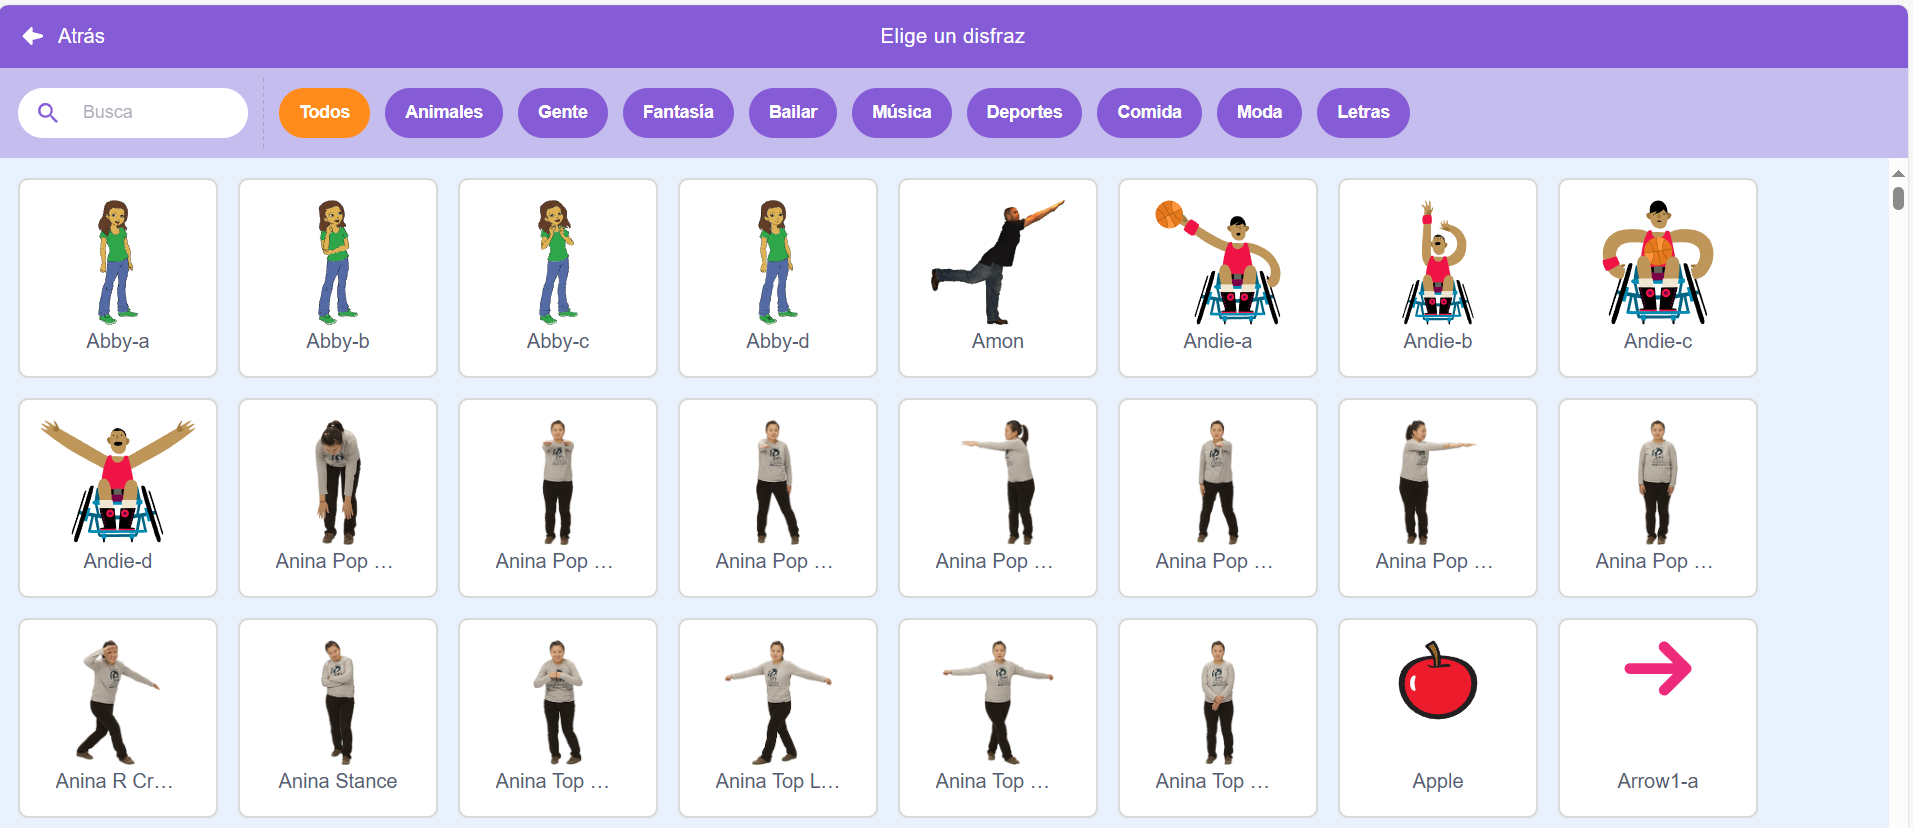 Atrás
Elige un disfraz
Busca
Todos
Animales
Gente
Fantasía
Bailar
Música
Deportes
Comida
Moda
Letras
Abby-a
Abby-b
Abby-c
Abby-d
Amon
Andie-a
Andie-b
Andie-c
Andie-d
Anina Pop ...
Anina Pop ...
Anina Pop ...
Anina Pop ...
Anina Pop ...
Anina Pop ...
Anina Pop ...
Anina R Cr...
Anina Stance
Anina Top ...
Anina Top L...
Anina Top ...
Anina Top ...
Apple
Arrow1-a